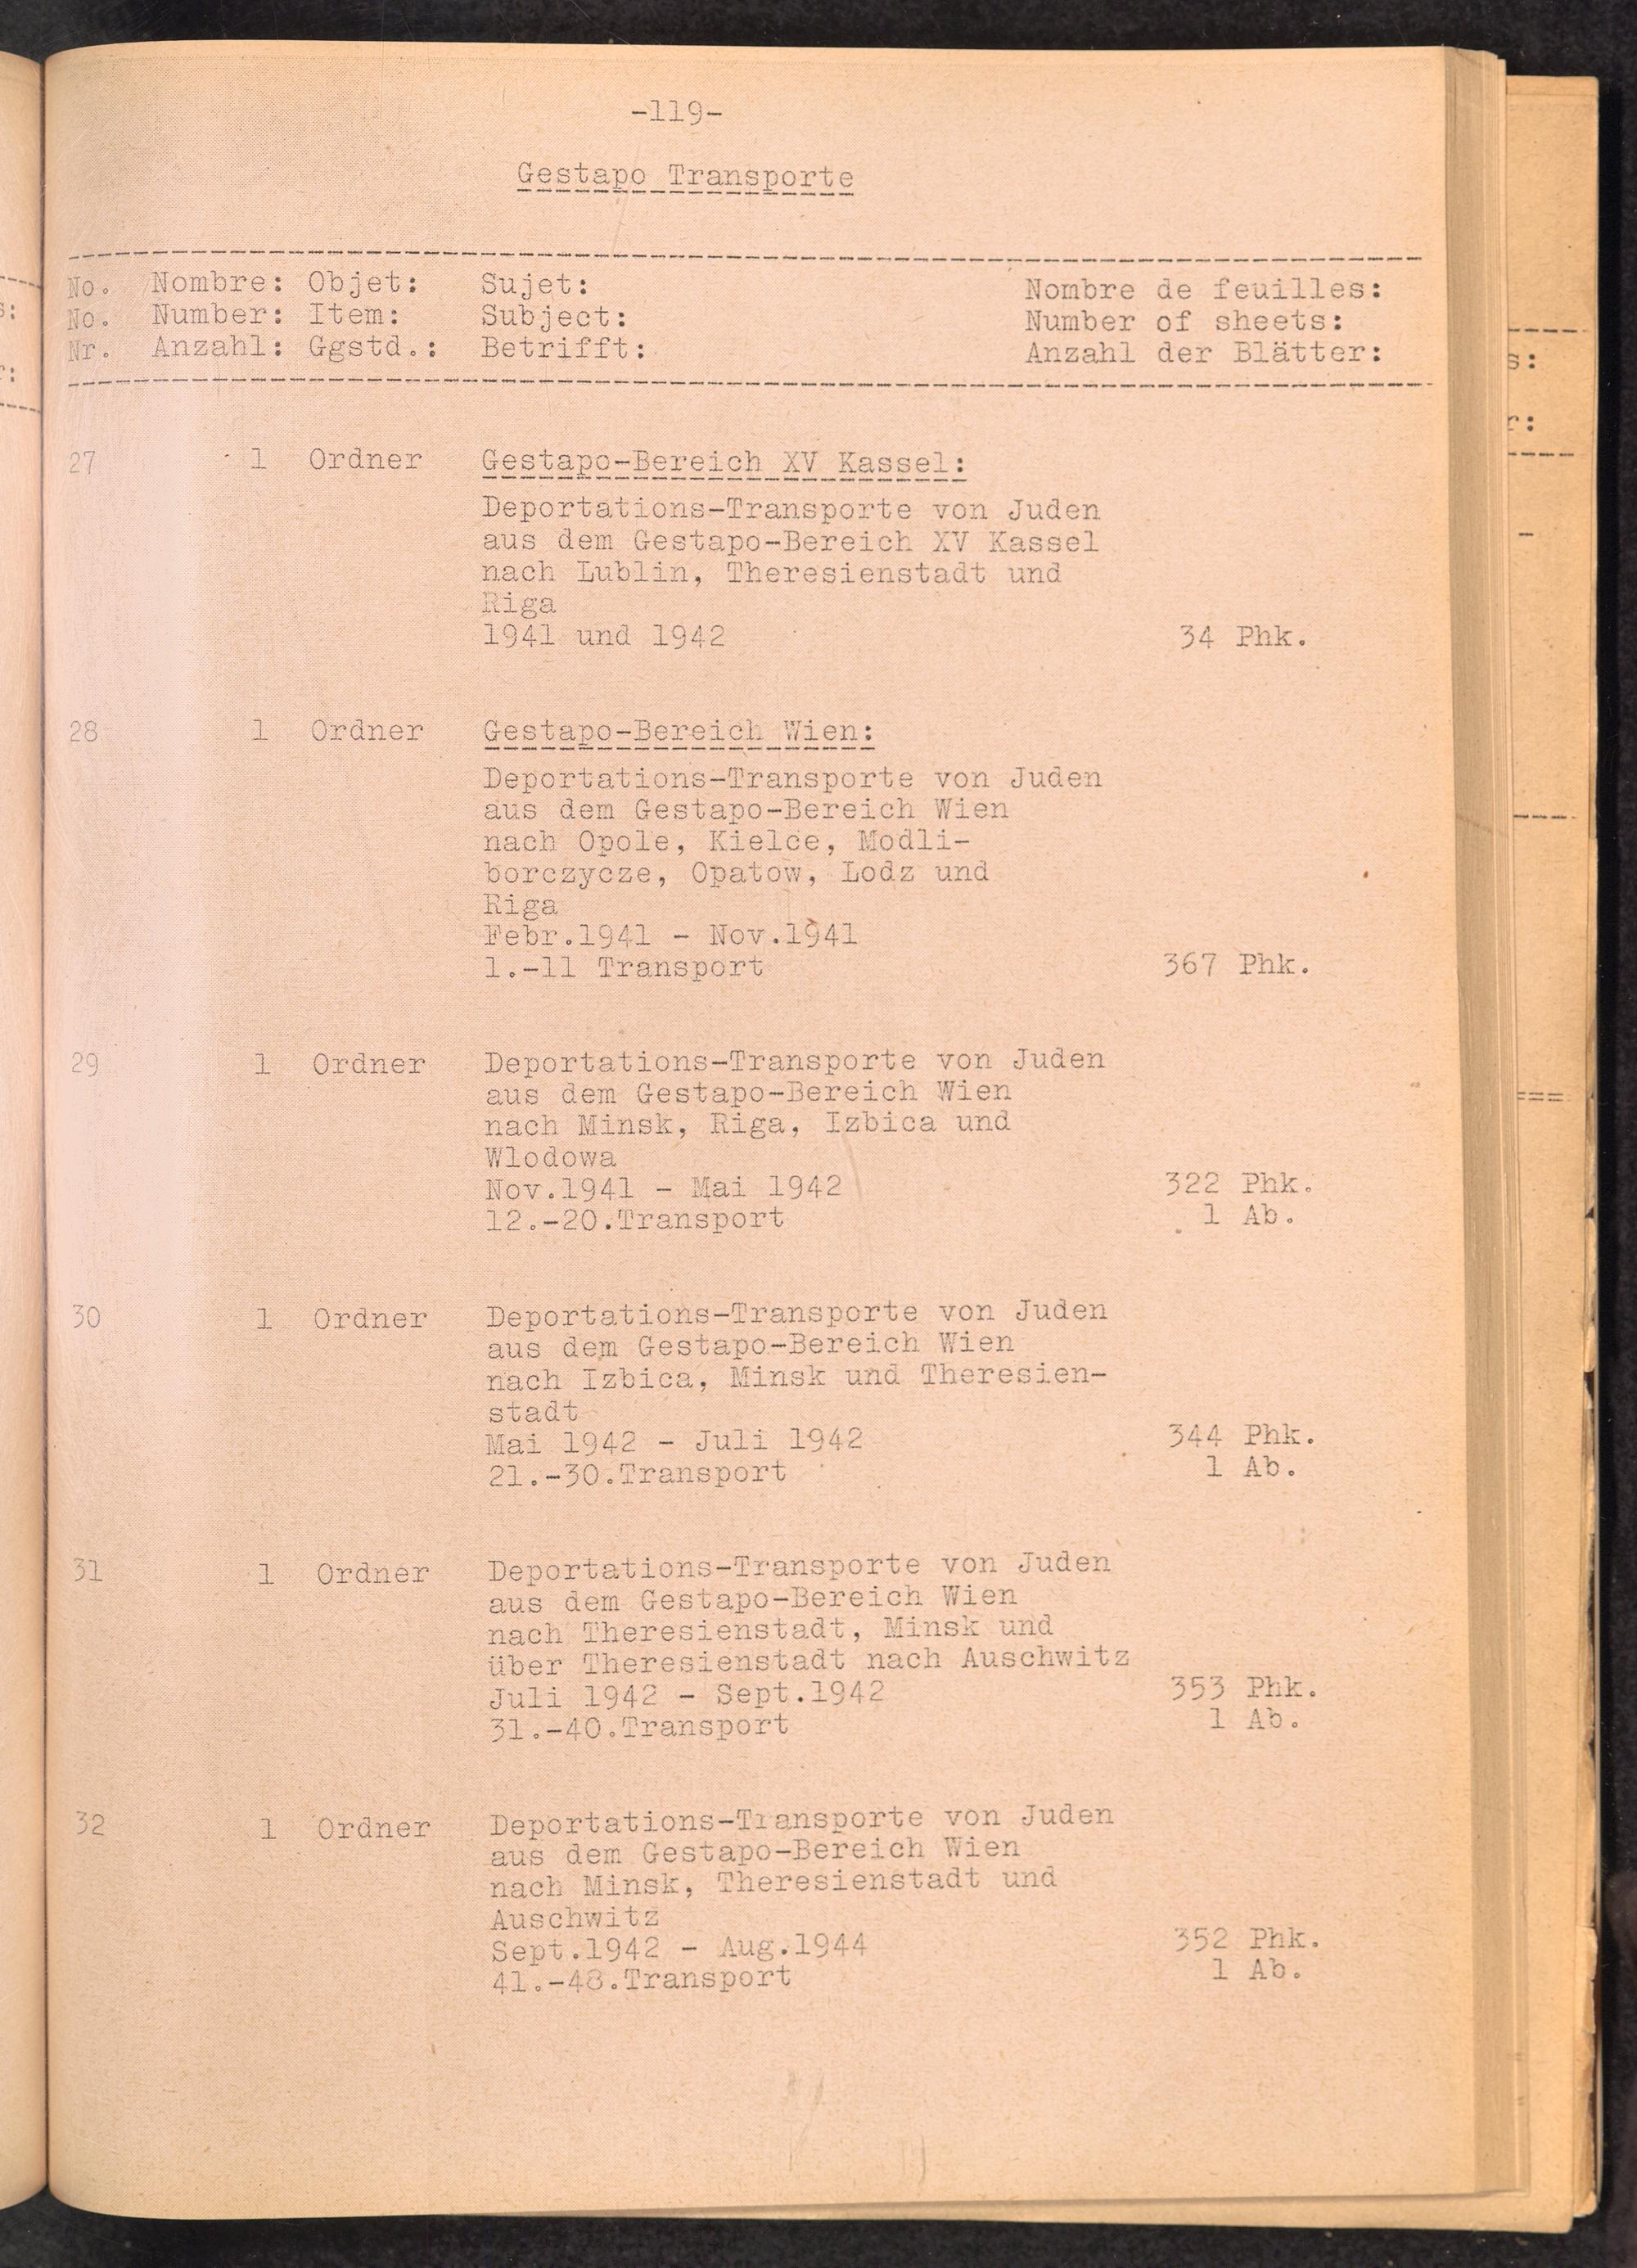 -119-
Gestapo Transporte
No. Nombre: Objet: Sujet: Nombre de feuilles:
No. Number: Item: Subject: Number of sheets:
Nr. Anzahl: Ggstd.: Betrifft: Anzahl der Blätter:
27 1 Ordner Gestapo-Bereich XV Kassel:
Deportations-Transporte von Juden
aus dem Gestapo-Bereich XV Kassel
nach Lublin, Theresienstadt und
Riga
1941 und 1942 34 Phk.
28 1 Ordner Gestapo-Bereich Wien:
Deportations-Transporte von Juden
aus dem Gestapo-Bereich Wien
nach Opole, Kielce, Modli-
borczycze, Opatow, Lodz und
Riga
Febr.1941 - Nov.1941
1.-11 Transport 367 Phk.
29 1 Ordner Deportations-Transporte von Juden
aus dem Gestapo-Bereich Wien
nach Minsk, Riga, Izbica und
Wlodowa
Nov.1941 - Mai 1942 322 Phk.
12.-20.Transport 1 Ab.
30 1 Ordner Deportations-Transporte von Juden
aus dem Gestapo-Bereich Wien
nach Izbica, Minsk und Theresien-
stadt
Mai 1942 - Juli 1942 344 Phk.
21.-30.Transport 1 Ab.
31 1 Ordner Deportations-Transporte von Juden
aus dem Gestapo-Bereich Wien
nach Theresienstadt, Minsk und
über Theresienstadt nach Auschwitz
Juli 1942 - Sept.1942 353 Phk.
31.-40.Transport 1 Ab.
32 1 Ordner Deportations-Transporte von Juden
aus dem Gestapo-Bereich Wien
nach Minsk, Theresienstadt und
Auschwitz
Sept.1942 - Aug.1944 352 Phk.
41.-48.Transport 1 Ab.